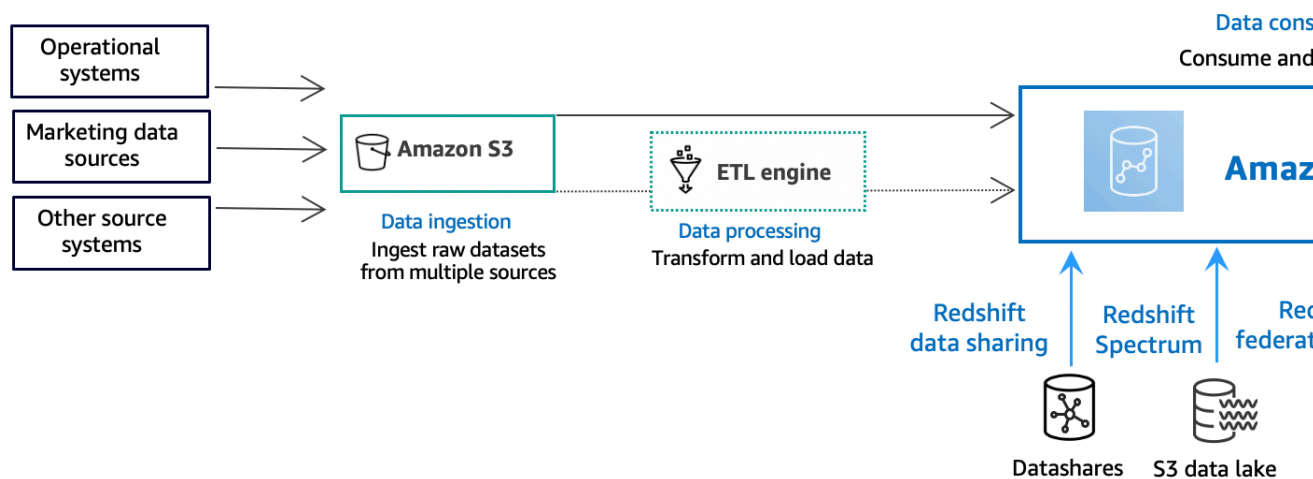 Operational
systems
Marketing data
sources
Other source
systems
Amazon S3
Data ingestion
Ingest raw datasets
from multiple sources
ETL engine
Data processing
Transform and load data
Data cons
Consume and
Amaz
Redshift
data sharing
Redshift
Spectrum
Rec
federat
Datashares
S3 data lake